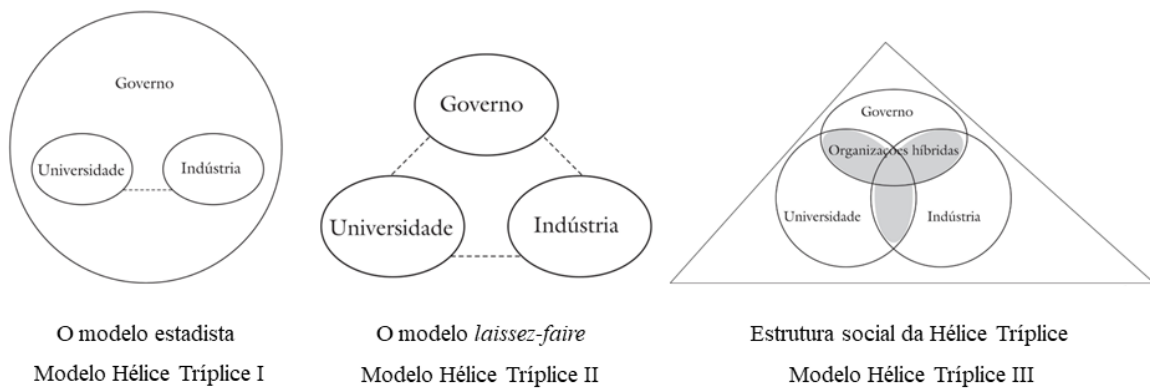 Governo
Universidade
Indústria
Governo
Universidade
Indústria
Governo
Organizações híbridas
Universidade
Indústria
O modelo estadista
Modelo Hélice Tríplice I
O modelo laissez-faire
Modelo Hélice Tríplice II
Estrutura social da Hélice Tríplice
Modelo Hélice Tríplice III